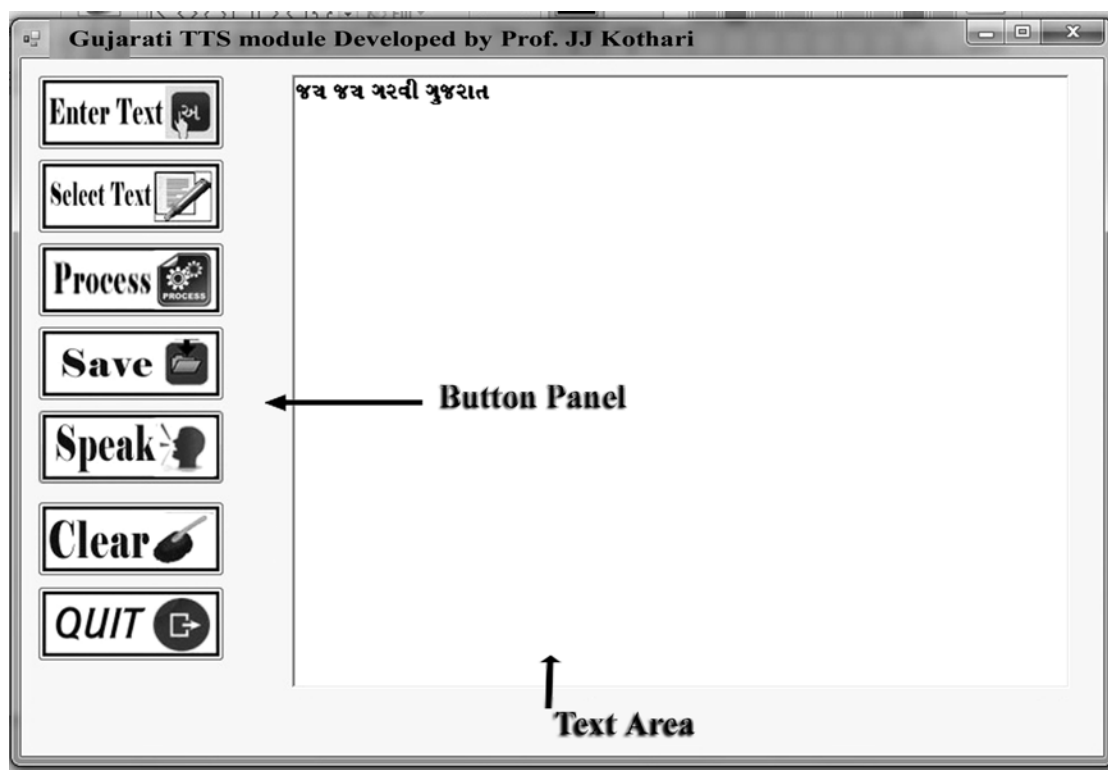 Gujarati TTS module Developed by Prof. JJ Kothari
Enter Text અ
Select Text
Process PROCESS
Save
Speak
Clear
QUIT
જય જય ગરવી ગુજરાત
Button Panel
Text Area